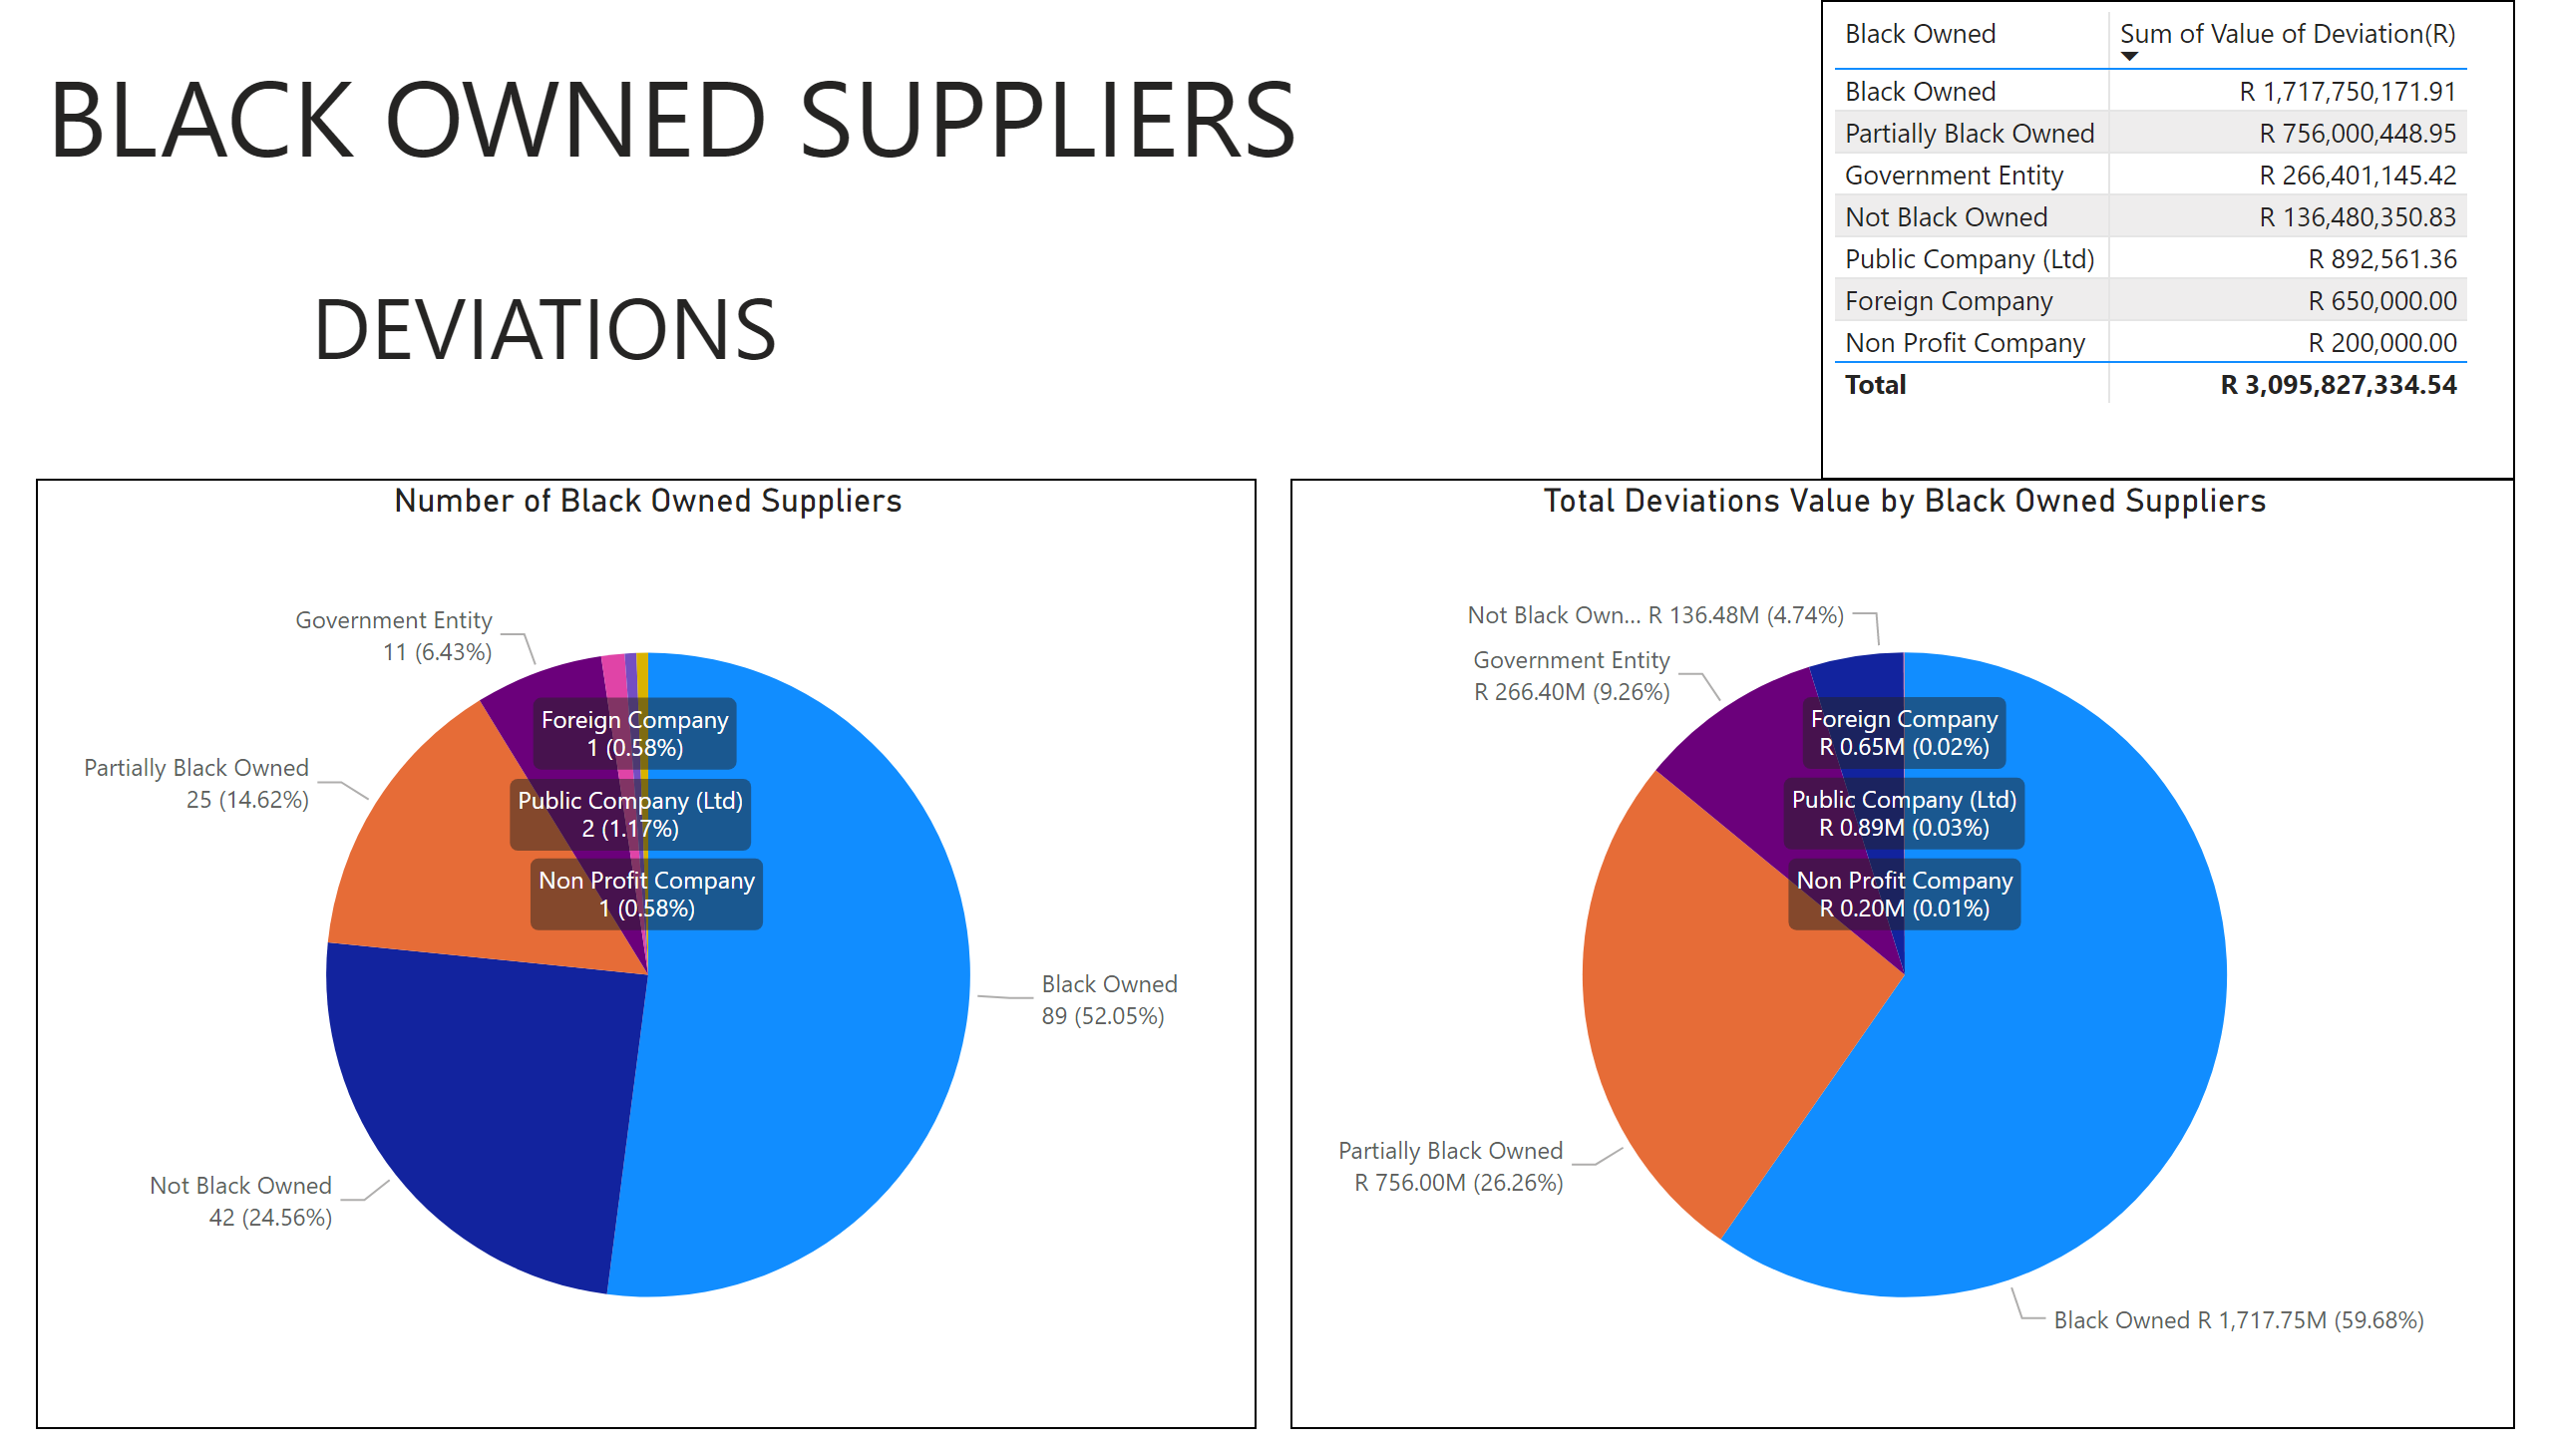 BLACK OWNED SUPPLIERS
DEVIATIONS
Black Owned Sum of Value of Deviation(R)
Black Owned R 1,717,750,171.91
Partially Black Owned R 756,000,448.95
Government Entity R 266,401,145.42
Not Black Owned R 136,480,350.83
Public Company (Ltd) R 892,561.36
Foreign Company R 650,000.00
Non Profit Company R 200,000.00
Total R 3,095,827,334.54
Number of Black Owned Suppliers
Government Entity
11 (6.43%)
Foreign Company
1 (0.58%)
Partially Black Owned
25 (14.62%)
Public Company (Ltd)
2 (1.17%)
Non Profit Company
1 (0.58%)
Black Owned
89 (52.05%)
Not Black Owned
42 (24.56%)
Total Deviations Value by Black Owned Suppliers
Not Black Own... R 136.48M (4.74%)
Government Entity
R 266.40M (9.26%)
Foreign Company
R 0.65M (0.02%)
Public Company (Ltd)
R 0.89M (0.03%)
Non Profit Company
R 0.20M (0.01%)
Partially Black Owned
R 756.00M (26.26%)
Black Owned R 1,717.75M (59.68%)